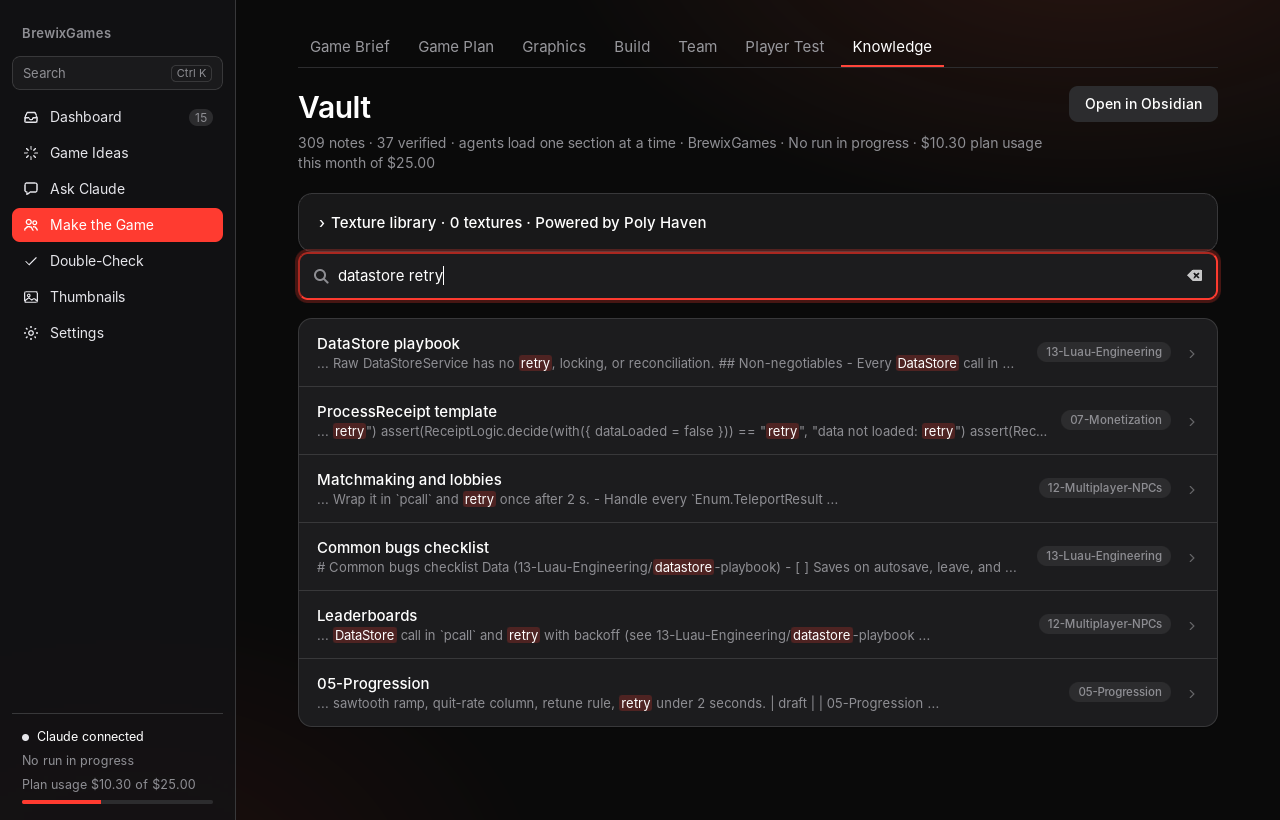 BrewixGames
Search
Ctrl K
Dashboard
15
Game Ideas
Ask Claude
Make the Game
Double-Check
Thumbnails
Settings
Claude connected
No run in progress
Plan usage $10.30 of $25.00
Game Brief
Game Plan
Graphics
Build
Team
Player Test
Knowledge
Vault
Open in Obsidian
309 notes · 37 verified · agents load one section at a time · BrewixGames · No run in progress · $10.30 plan usage
this month of $25.00
› Texture library · 0 textures · Powered by Poly Haven
datastore retry
DataStore playbook
... Raw DataStoreService has no retry, locking, or reconciliation. ## Non-negotiables - Every DataStore call in ...
13-Luau-Engineering
ProcessReceipt template
... retry") assert(ReceiptLogic.decide(with({ dataLoaded = false })) == "retry", "data not loaded: retry") assert(Rec...
07-Monetization
Matchmaking and lobbies
... Wrap it in `pcall` and retry once after 2 s. - Handle every `Enum.TeleportResult ...
12-Multiplayer-NPCs
Common bugs checklist
# Common bugs checklist Data (13-Luau-Engineering/datastore-playbook) - [ ] Saves on autosave, leave, and ...
13-Luau-Engineering
Leaderboards
... DataStore call in `pcall` and retry with backoff (see 13-Luau-Engineering/datastore-playbook ...
12-Multiplayer-NPCs
05-Progression
... sawtooth ramp, quit-rate column, retune rule, retry under 2 seconds. | draft | | 05-Progression ...
05-Progression